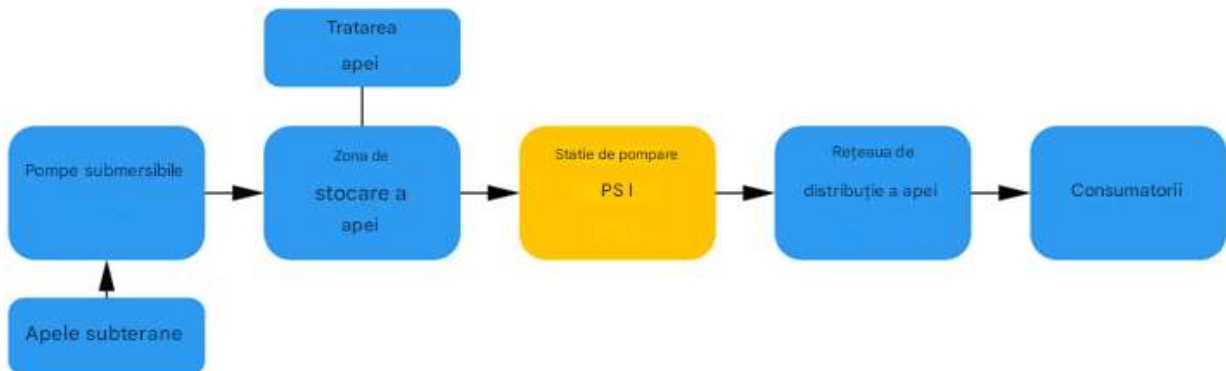 Tratarea
apei
Pompe submersibile
Zona de
stocare a
apei
Statie de pompare
PS I
Rețeaua de
distribuție a apei
Consumatorii
Apele subterane